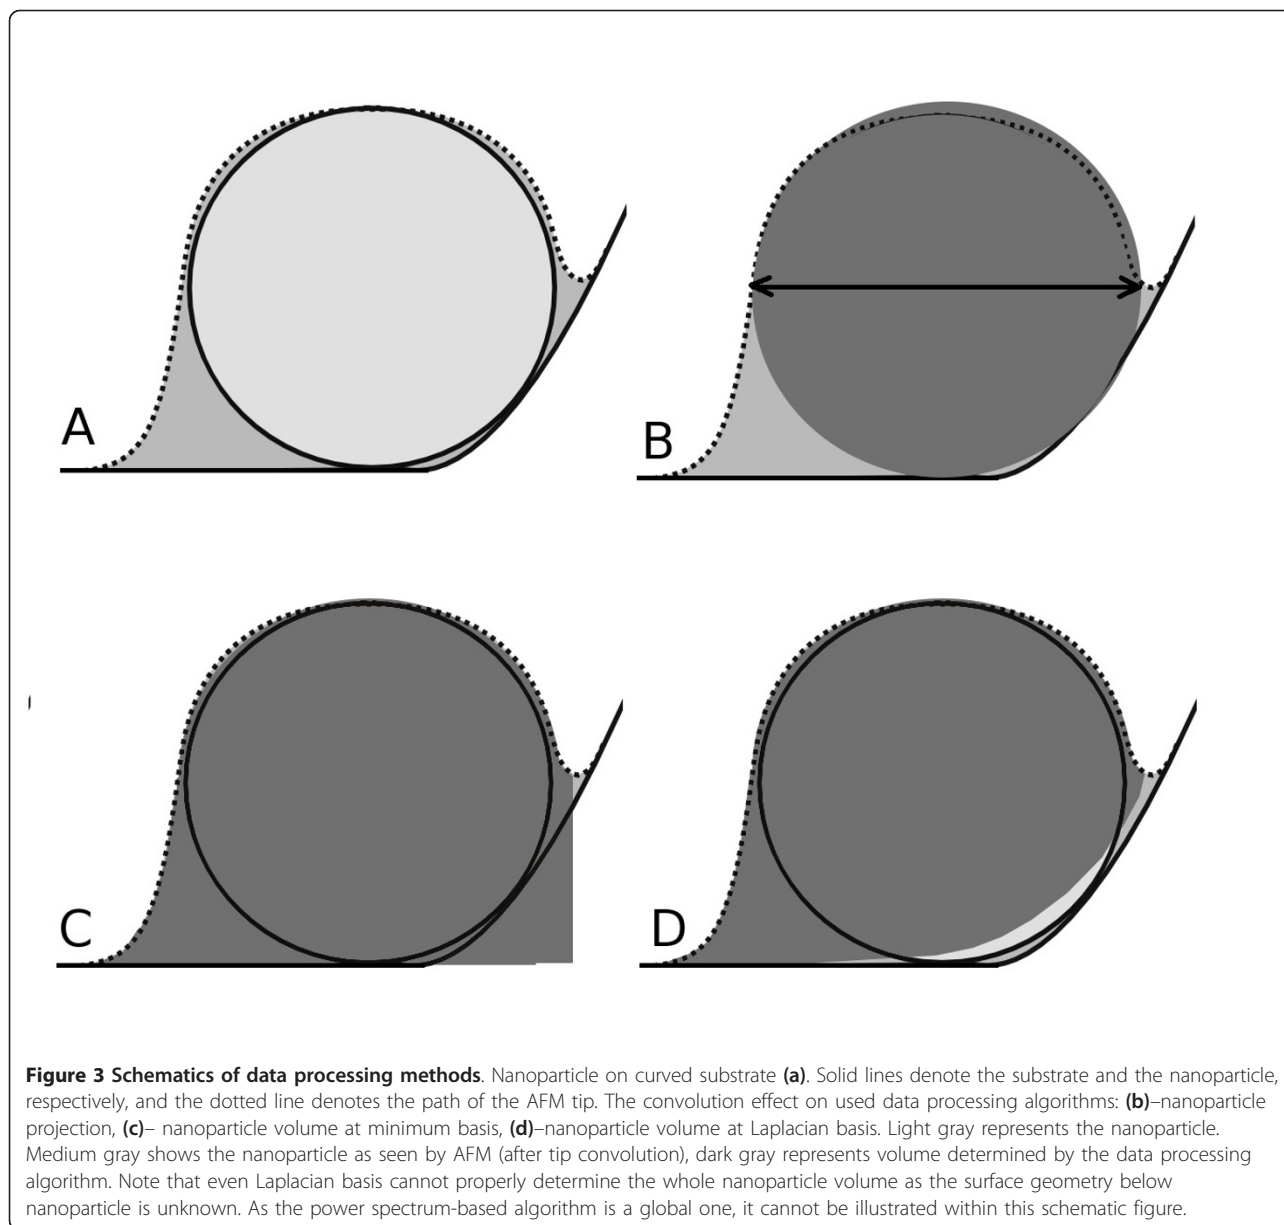 A
B
C
D
Figure 3 Schematics of data processing methods. Nanoparticle on curved substrate (a). Solid lines denote the substrate and the nanoparticle,
respectively, and the dotted line denotes the path of the AFM tip. The convolution effect on used data processing algorithms: (b)–nanoparticle
projection, (c)– nanoparticle volume at minimum basis, (d)–nanoparticle volume at Laplacian basis. Light gray represents the nanoparticle.
Medium gray shows the nanoparticle as seen by AFM (after tip convolution), dark gray represents volume determined by the data processing
algorithm. Note that even Laplacian basis cannot properly determine the whole nanoparticle volume as the surface geometry below
nanoparticle is unknown. As the power spectrum-based algorithm is a global one, it cannot be illustrated within this schematic figure.